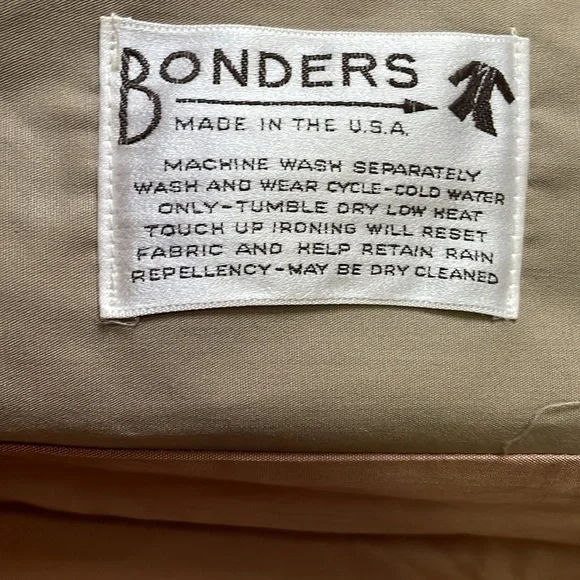 BONDERS
MADE IN THE U.S.A.
MACHINE WASH SEPARATELY
WASH AND WEAR CYCLE-COLD WATER
ONLY-TUMBLE DRY LOW HEAT
TOUCH UP IRONING WILL RESET
FABRIC AND HELP RETAIN RAIN
REPELLENCY-MAY BE DRY CLEANED